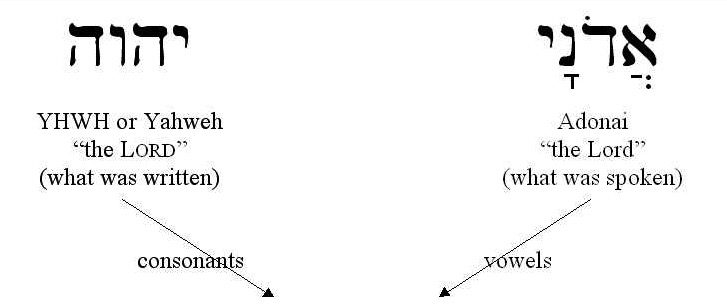 יהוה אֲדֹנָי
YHWH or Yahweh Adonai
“the LORD” “the Lord”
(what was written) (what was spoken)
consonants vowels